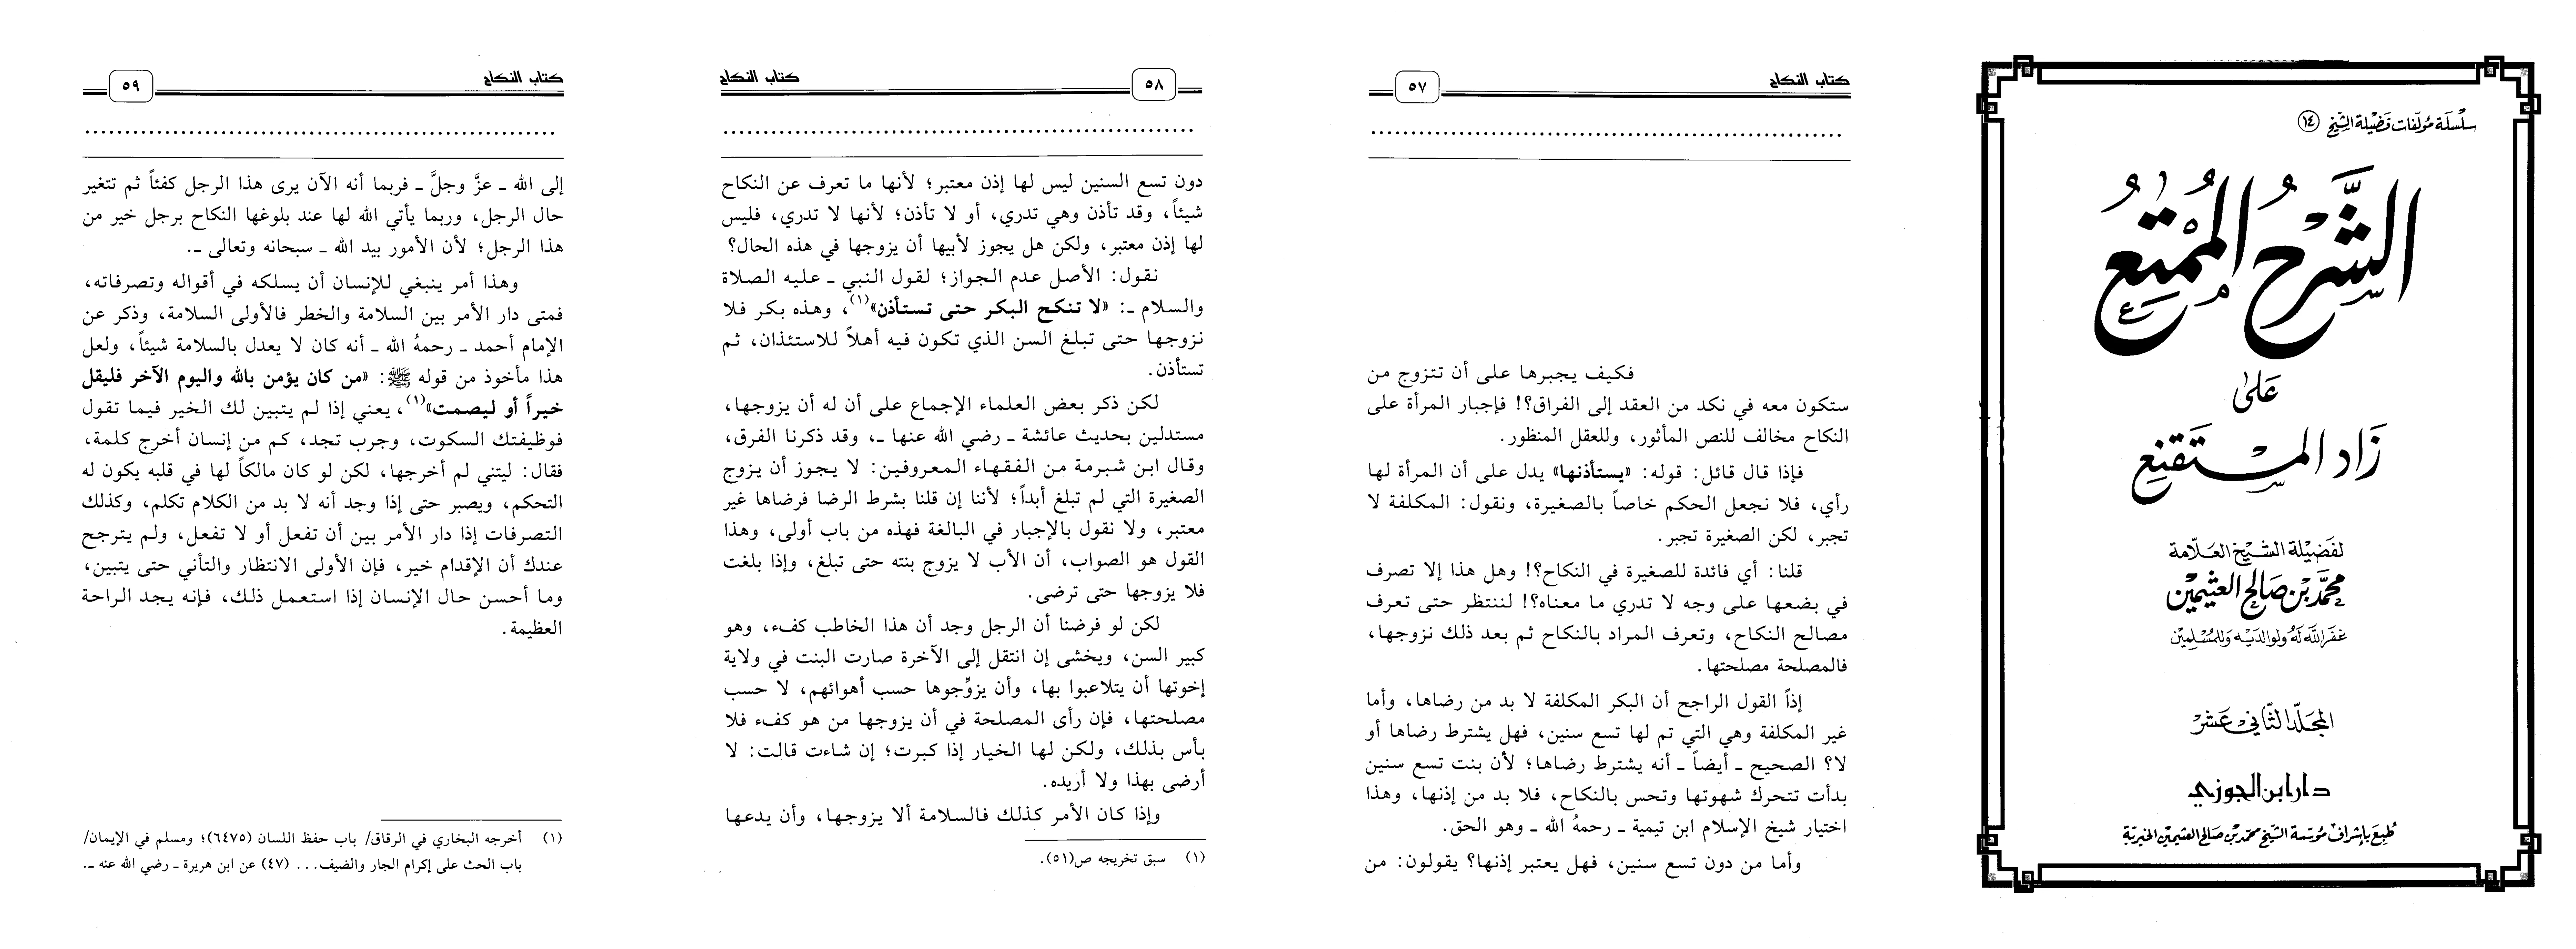 سلسلة مؤلفات فضيلة الشيخ (١٤)
الشَّرْحُ المُمْتِعُ
عَلى
زَاد المُسْتَقْنِع
لفَضِيلَة الشَّيخ العَلّامَة
محمَّد بْن صَالح العثيمين
غفَر الله لَهُ ولوالدَيْه وَللمُسْلِمِين
المجَلّد الثّاني عَشَر
دار ابن الجوزي
طُبِعَ بإشراف مؤسسة الشيخ محمد بن صالح العثيمين الخيرية
كتاب النكاح
٥٧
فكيف يجبرها على أن تتزوج من
ستكون معه في نكد من العقد إلى الفراق؟! فإجبار المرأة على
النكاح مخالف للنص المأثور، وللعقل المنظور.
فإذا قال قائل: قوله: «يستأذنها» يدل على أن المرأة لها
رأي، فلا نجعل الحكم خاصاً بالصغيرة، ونقول: المكلفة لا
تجبر، لكن الصغيرة تجبر.
قلنا: أي فائدة للصغيرة في النكاح؟! وهل هذا إلا تصرف
في بضعها على وجه لا تدري ما معناه؟! لننتظر حتى تعرف
مصالح النكاح، وتعرف المراد بالنكاح ثم بعد ذلك نزوجها،
فالمصلحة مصلحتها.
إذاً القول الراجح أن البكر المكلفة لا بد من رضاها، وأما
غير المكلفة وهي التي تم لها تسع سنين، فهل يشترط رضاها أو
لا؟ الصحيح ـ أيضاً ـ أنه يشترط رضاها؛ لأن بنت تسع سنين
بدأت تتحرك شهوتها وتحس بالنكاح، فلا بد من إذنها، وهذا
اختيار شيخ الإسلام ابن تيمية ـ رحمهُ الله ـ وهو الحق.
وأما من دون تسع سنين، فهل يعتبر إذنها؟ يقولون: من
كتاب النكاح
٥٨
دون تسع السنين ليس لها إذن معتبر؛ لأنها ما تعرف عن النكاح
شيئاً، وقد تأذن وهي تدري، أو لا تأذن؛ لأنها لا تدري، فليس
لها إذن معتبر، ولكن هل يجوز لأبيها أن يزوجها في هذه الحال؟
نقول: الأصل عدم الجواز؛ لقول النبي ـ عليه الصلاة
والسلام ـ: «لا تنكح البكر حتى تستأذن»(١)، وهذه بكر فلا
نزوجها حتى تبلغ السن الذي تكون فيه أهلاً للاستئذان، ثم
تستأذن.
لكن ذكر بعض العلماء الإجماع على أن له أن يزوجها،
مستدلين بحديث عائشة ـ رضي الله عنها ـ، وقد ذكرنا الفرق،
وقال ابن شبرمة من الفقهاء المعروفين: لا يجوز أن يزوج
الصغيرة التي لم تبلغ أبداً؛ لأننا إن قلنا بشرط الرضا فرضاها غير
معتبر، ولا نقول بالإجبار في البالغة فهذه من باب أولى، وهذا
القول هو الصواب، أن الأب لا يزوج بنته حتى تبلغ، وإذا بلغت
فلا يزوجها حتى ترضى.
لكن لو فرضنا أن الرجل وجد أن هذا الخاطب كفء، وهو
كبير السن، ويخشى إن انتقل إلى الآخرة صارت البنت في ولاية
إخوتها أن يتلاعبوا بها، وأن يزوِّجوها حسب أهوائهم، لا حسب
مصلحتها، فإن رأى المصلحة في أن يزوجها من هو كفء فلا
بأس بذلك، ولكن لها الخيار إذا كبرت؛ إن شاءت قالت: لا
أرضى بهذا ولا أريده.
وإذا كان الأمر كذلك فالسلامة ألا يزوجها، وأن يدعها
(١) سبق تخريجه ص(٥١).
كتاب النكاح
٥٩
إلى الله ـ عزَّ وجلَّ ـ فربما أنه الآن يرى هذا الرجل كفئاً ثم تتغير
حال الرجل، وربما يأتي الله لها عند بلوغها النكاح برجل خير من
هذا الرجل؛ لأن الأمور بيد الله ـ سبحانه وتعالى ـ.
وهذا أمر ينبغي للإنسان أن يسلكه في أقواله وتصرفاته،
فمتى دار الأمر بين السلامة والخطر فالأولى السلامة، وذكر عن
الإمام أحمد ـ رحمهُ الله ـ أنه كان لا يعدل بالسلامة شيئاً، ولعل
هذا مأخوذ من قوله ﷺ: «من كان يؤمن بالله واليوم الآخر فليقل
خيراً أو ليصمت»(١)، يعني إذا لم يتبين لك الخير فيما تقول
فوظيفتك السكوت، وجرب تجد، كم من إنسان أخرج كلمة،
فقال: ليتني لم أخرجها، لكن لو كان مالكاً لها في قلبه يكون له
التحكم، ويصبر حتى إذا وجد أنه لا بد من الكلام تكلم، وكذلك
التصرفات إذا دار الأمر بين أن تفعل أو لا تفعل، ولم يترجح
عندك أن الإقدام خير، فإن الأولى الانتظار والتأني حتى يتبين،
وما أحسن حال الإنسان إذا استعمل ذلك، فإنه يجد الراحة
العظيمة.
(١) أخرجه البخاري في الرقاق/ باب حفظ اللسان (٦٤٧٥)؛ ومسلم في الإيمان/
باب الحث على إكرام الجار والضيف... (٤٧) عن ابن هريرة ـ رضي الله عنه ـ.